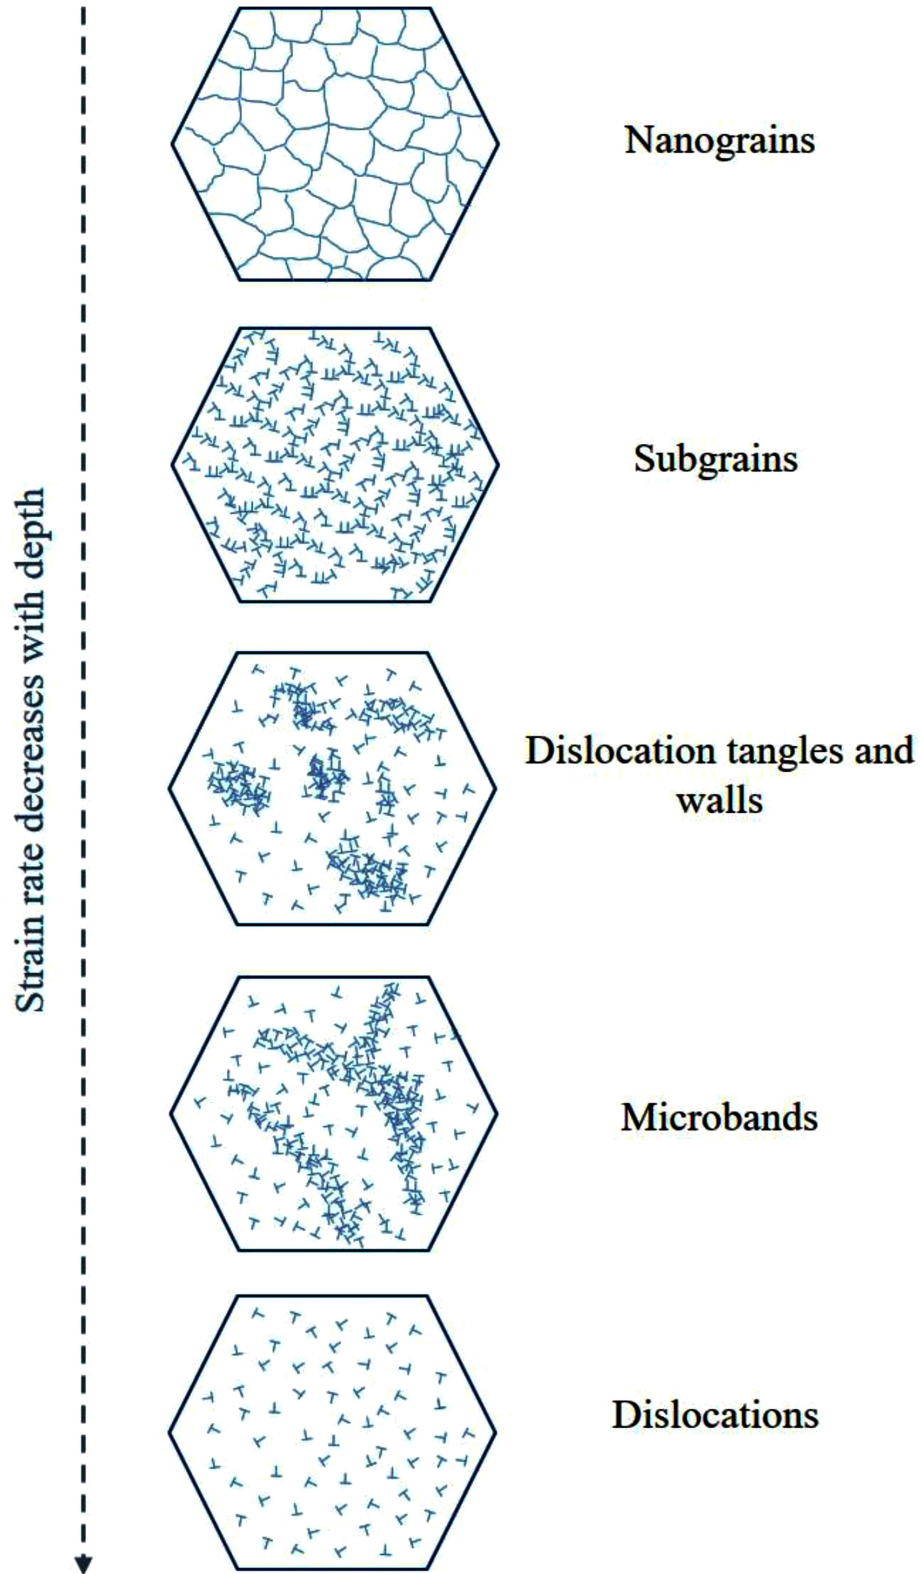 Strain rate decreases with depth
Nanograins
Subgrains
Dislocation tangles and
walls
Microbands
Dislocations